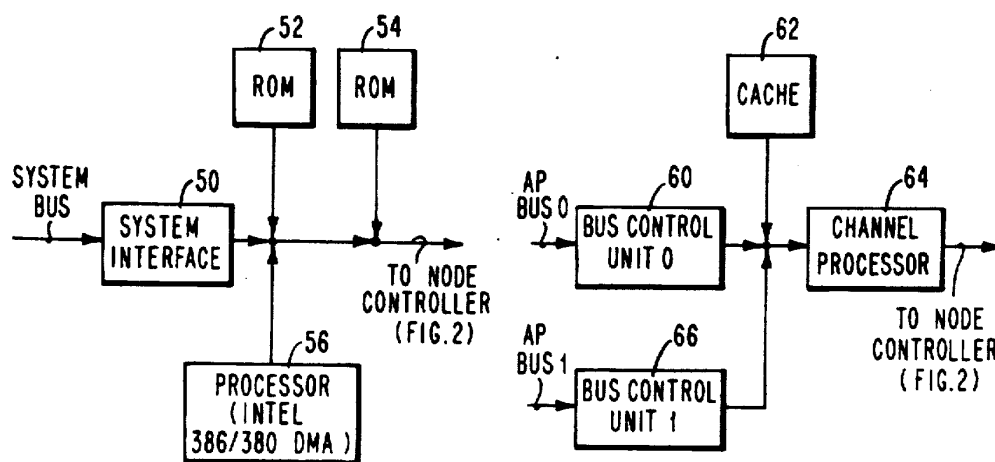 52
ROM
54
ROM
SYSTEM
BUS
50
SYSTEM
INTERFACE
TO NODE
CONTROLLER
(FIG.2)
56
PROCESSOR
(INTEL
386/380 DMA)
62
CACHE
AP
BUS 0
60
BUS CONTROL
UNIT 0
64
CHANNEL
PROCESSOR
TO NODE
CONTROLLER
(FIG.2)
AP
BUS 1
66
BUS CONTROL
UNIT 1